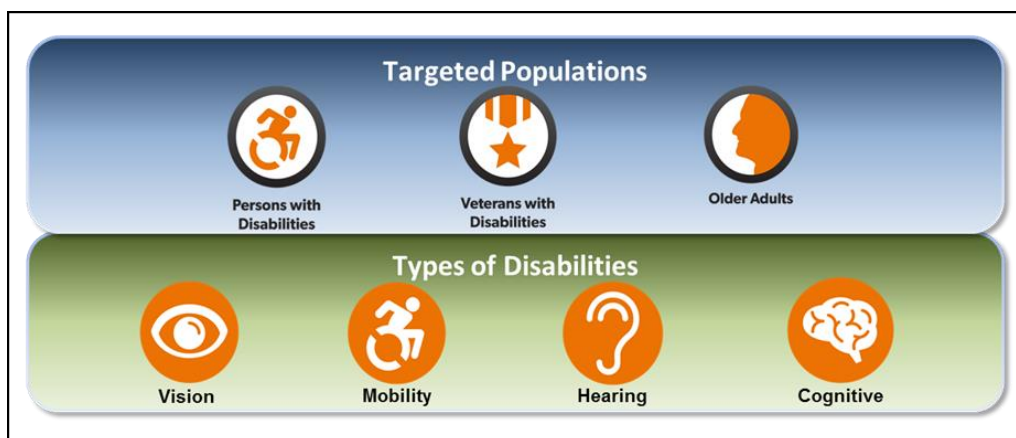 Targeted Populations
Persons with
Disabilities
Veterans with
Disabilities
Older Adults
Types of Disabilities
Vision
Mobility
Hearing
Cognitive